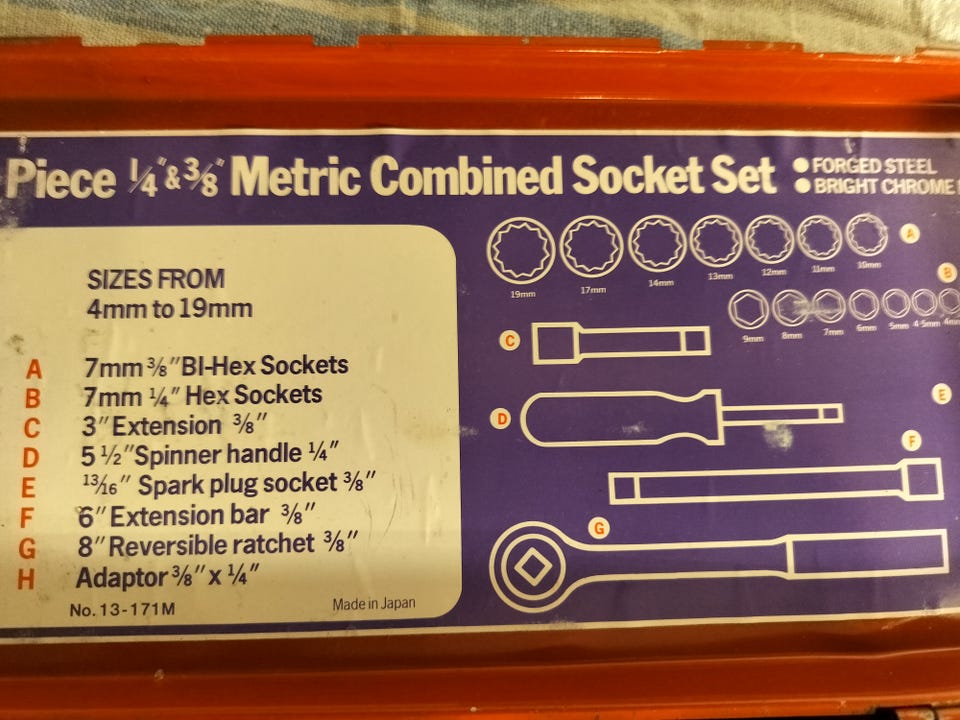 Piece 1/4" & 3/8" Metric Combined Socket Set
● FORGED STEEL
● BRIGHT CHROME
SIZES FROM
4mm to 19mm
A 7mm 3/8" BI-Hex Sockets
B 7mm 1/4" Hex Sockets
C 3" Extension 3/8"
D 5 1/2" Spinner handle 1/4"
E 13/16" Spark plug socket 3/8"
F 6" Extension bar 3/8"
G 8" Reversible ratchet 3/8"
H Adaptor 3/8" x 1/4"
No. 13-171M
Made in Japan
19mm 17mm 14mm 13mm 12mm 11mm 10mm A
B
9mm 8mm 7mm 6mm 5mm 4·5mm 4mm
C
D
E
F
G